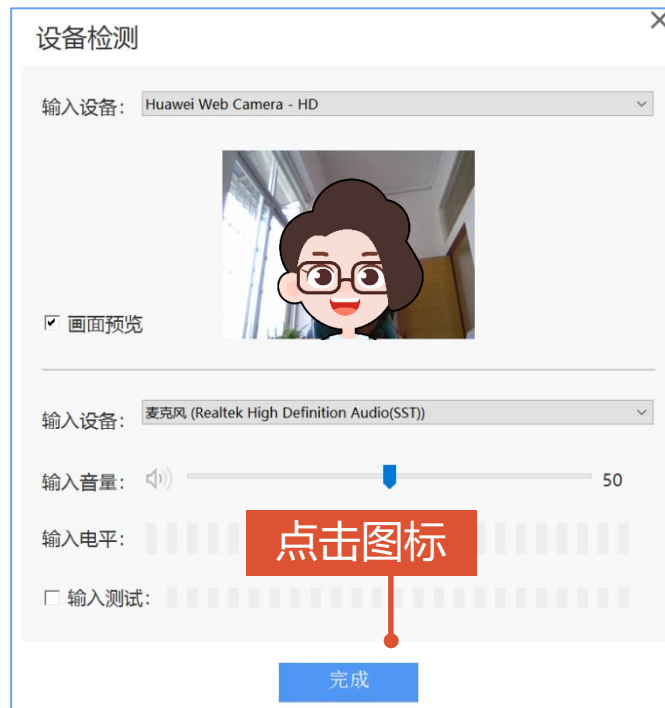 设备检测
输入设备： Huawei Web Camera - HD
画面预览
输入设备： 麦克风 (Realtek High Definition Audio(SST))
输入音量： 50
输入电平：
点击图标
输入测试：
完成